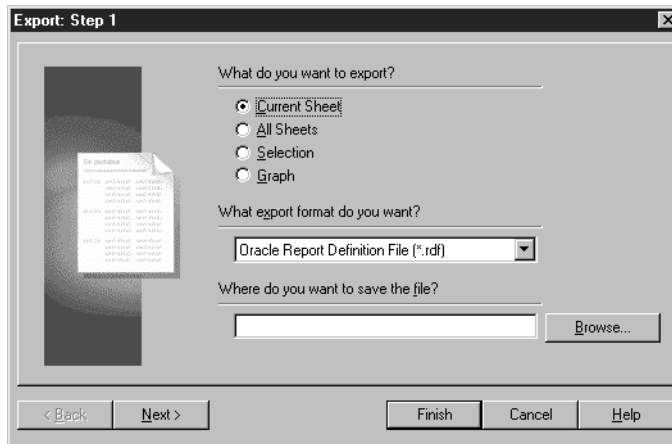 Export: Step 1
What do you want to export?
Current Sheet
All Sheets
Selection
Graph
What export format do you want?
Oracle Report Definition File (*.rdf)
Where do you want to save the file?
Browse...
< Back Next > Finish Cancel Help